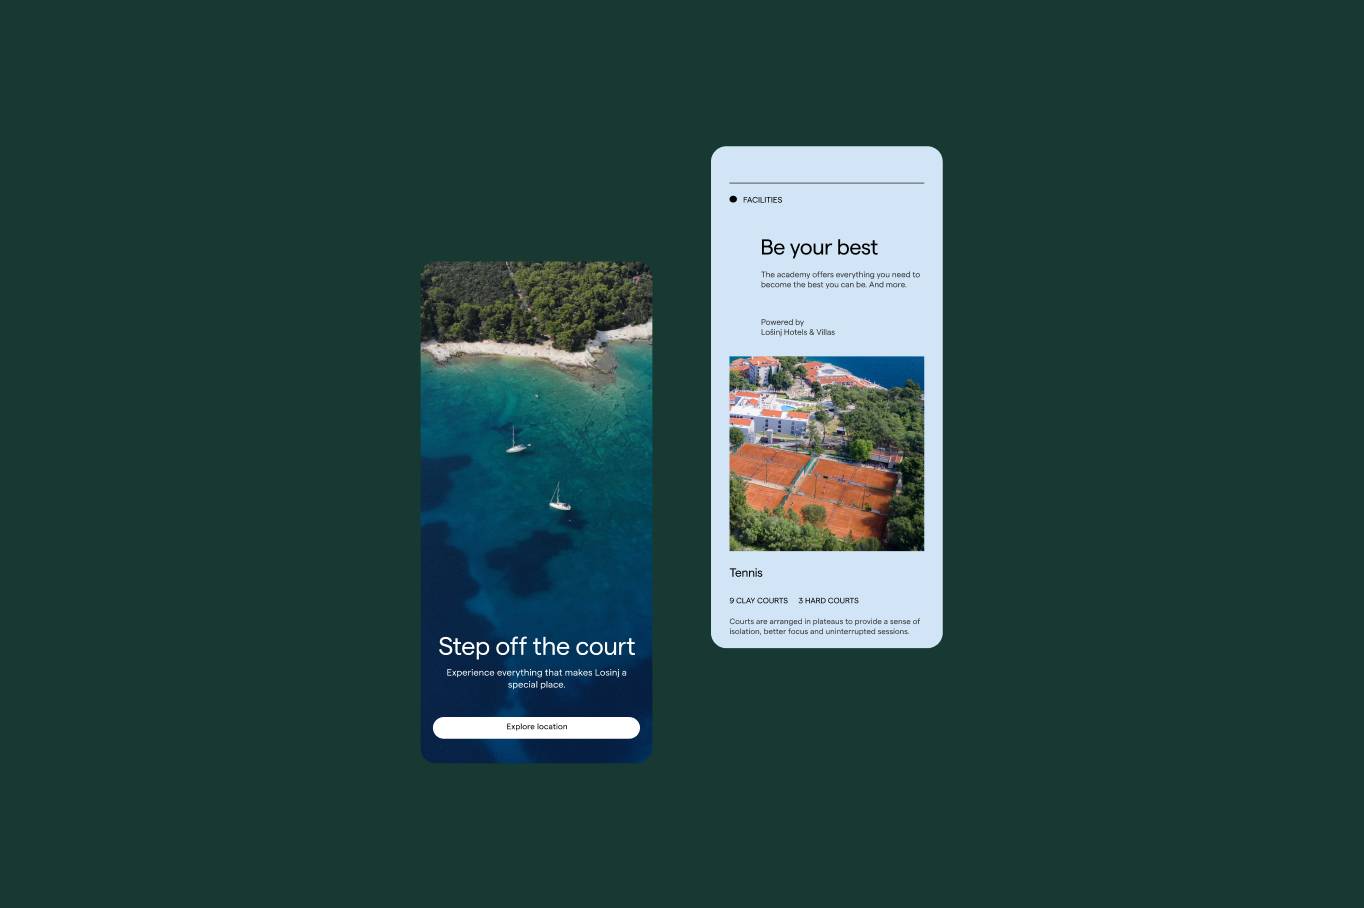 Step off the court
Experience everything that makes Losinj a
special place.
Explore location
FACILITIES
Be your best
The academy offers everything you need to
become the best you can be. And more.
Powered by
Lošinj Hotels & Villas
Tennis
9 CLAY COURTS 3 HARD COURTS
Courts are arranged in plateaus to provide a sense of
isolation, better focus and uninterrupted sessions.